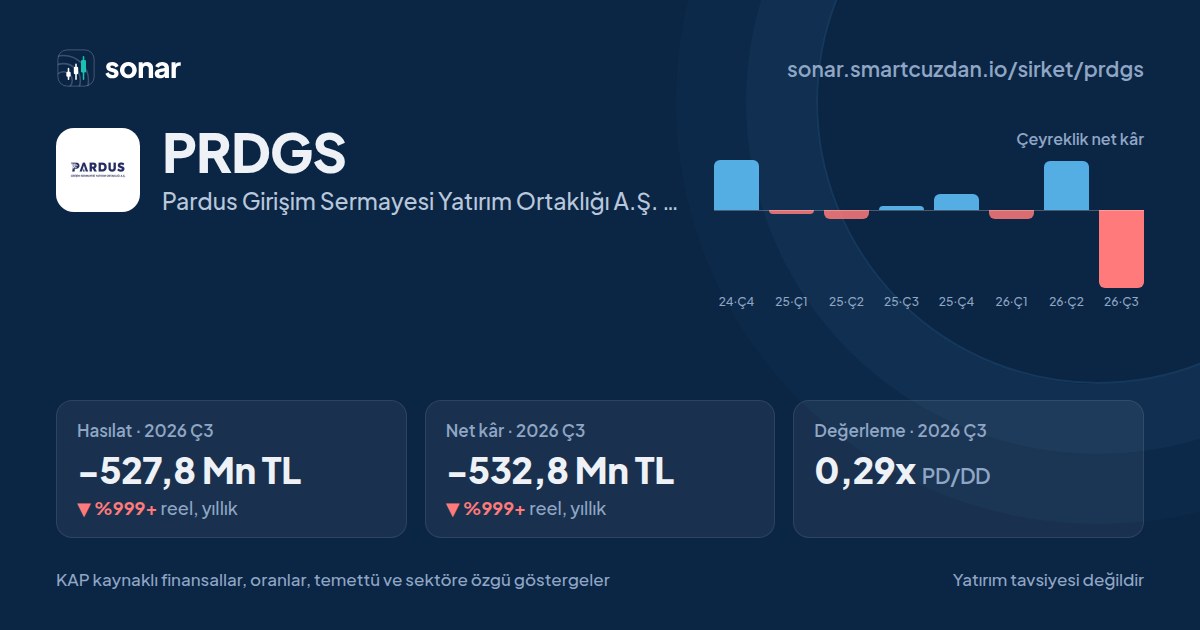 sonar
sonar.smartcuzdan.io/sirket/prdgs
PARDUS
PRDGS
Pardus Girişim Sermayesi Yatırım Ortaklığı A.Ş. ...
Çeyreklik net kâr
24·Ç4 25·Ç1 25·Ç2 25·Ç3 25·Ç4 26·Ç1 26·Ç2 26·Ç3
Hasılat · 2026 Ç3
−527,8 Mn TL
▼ %999+ reel, yıllık
Net kâr · 2026 Ç3
−532,8 Mn TL
▼ %999+ reel, yıllık
Değerleme · 2026 Ç3
0,29x PD/DD
KAP kaynaklı finansallar, oranlar, temettü ve sektöre özgü göstergeler
Yatırım tavsiyesi değildir